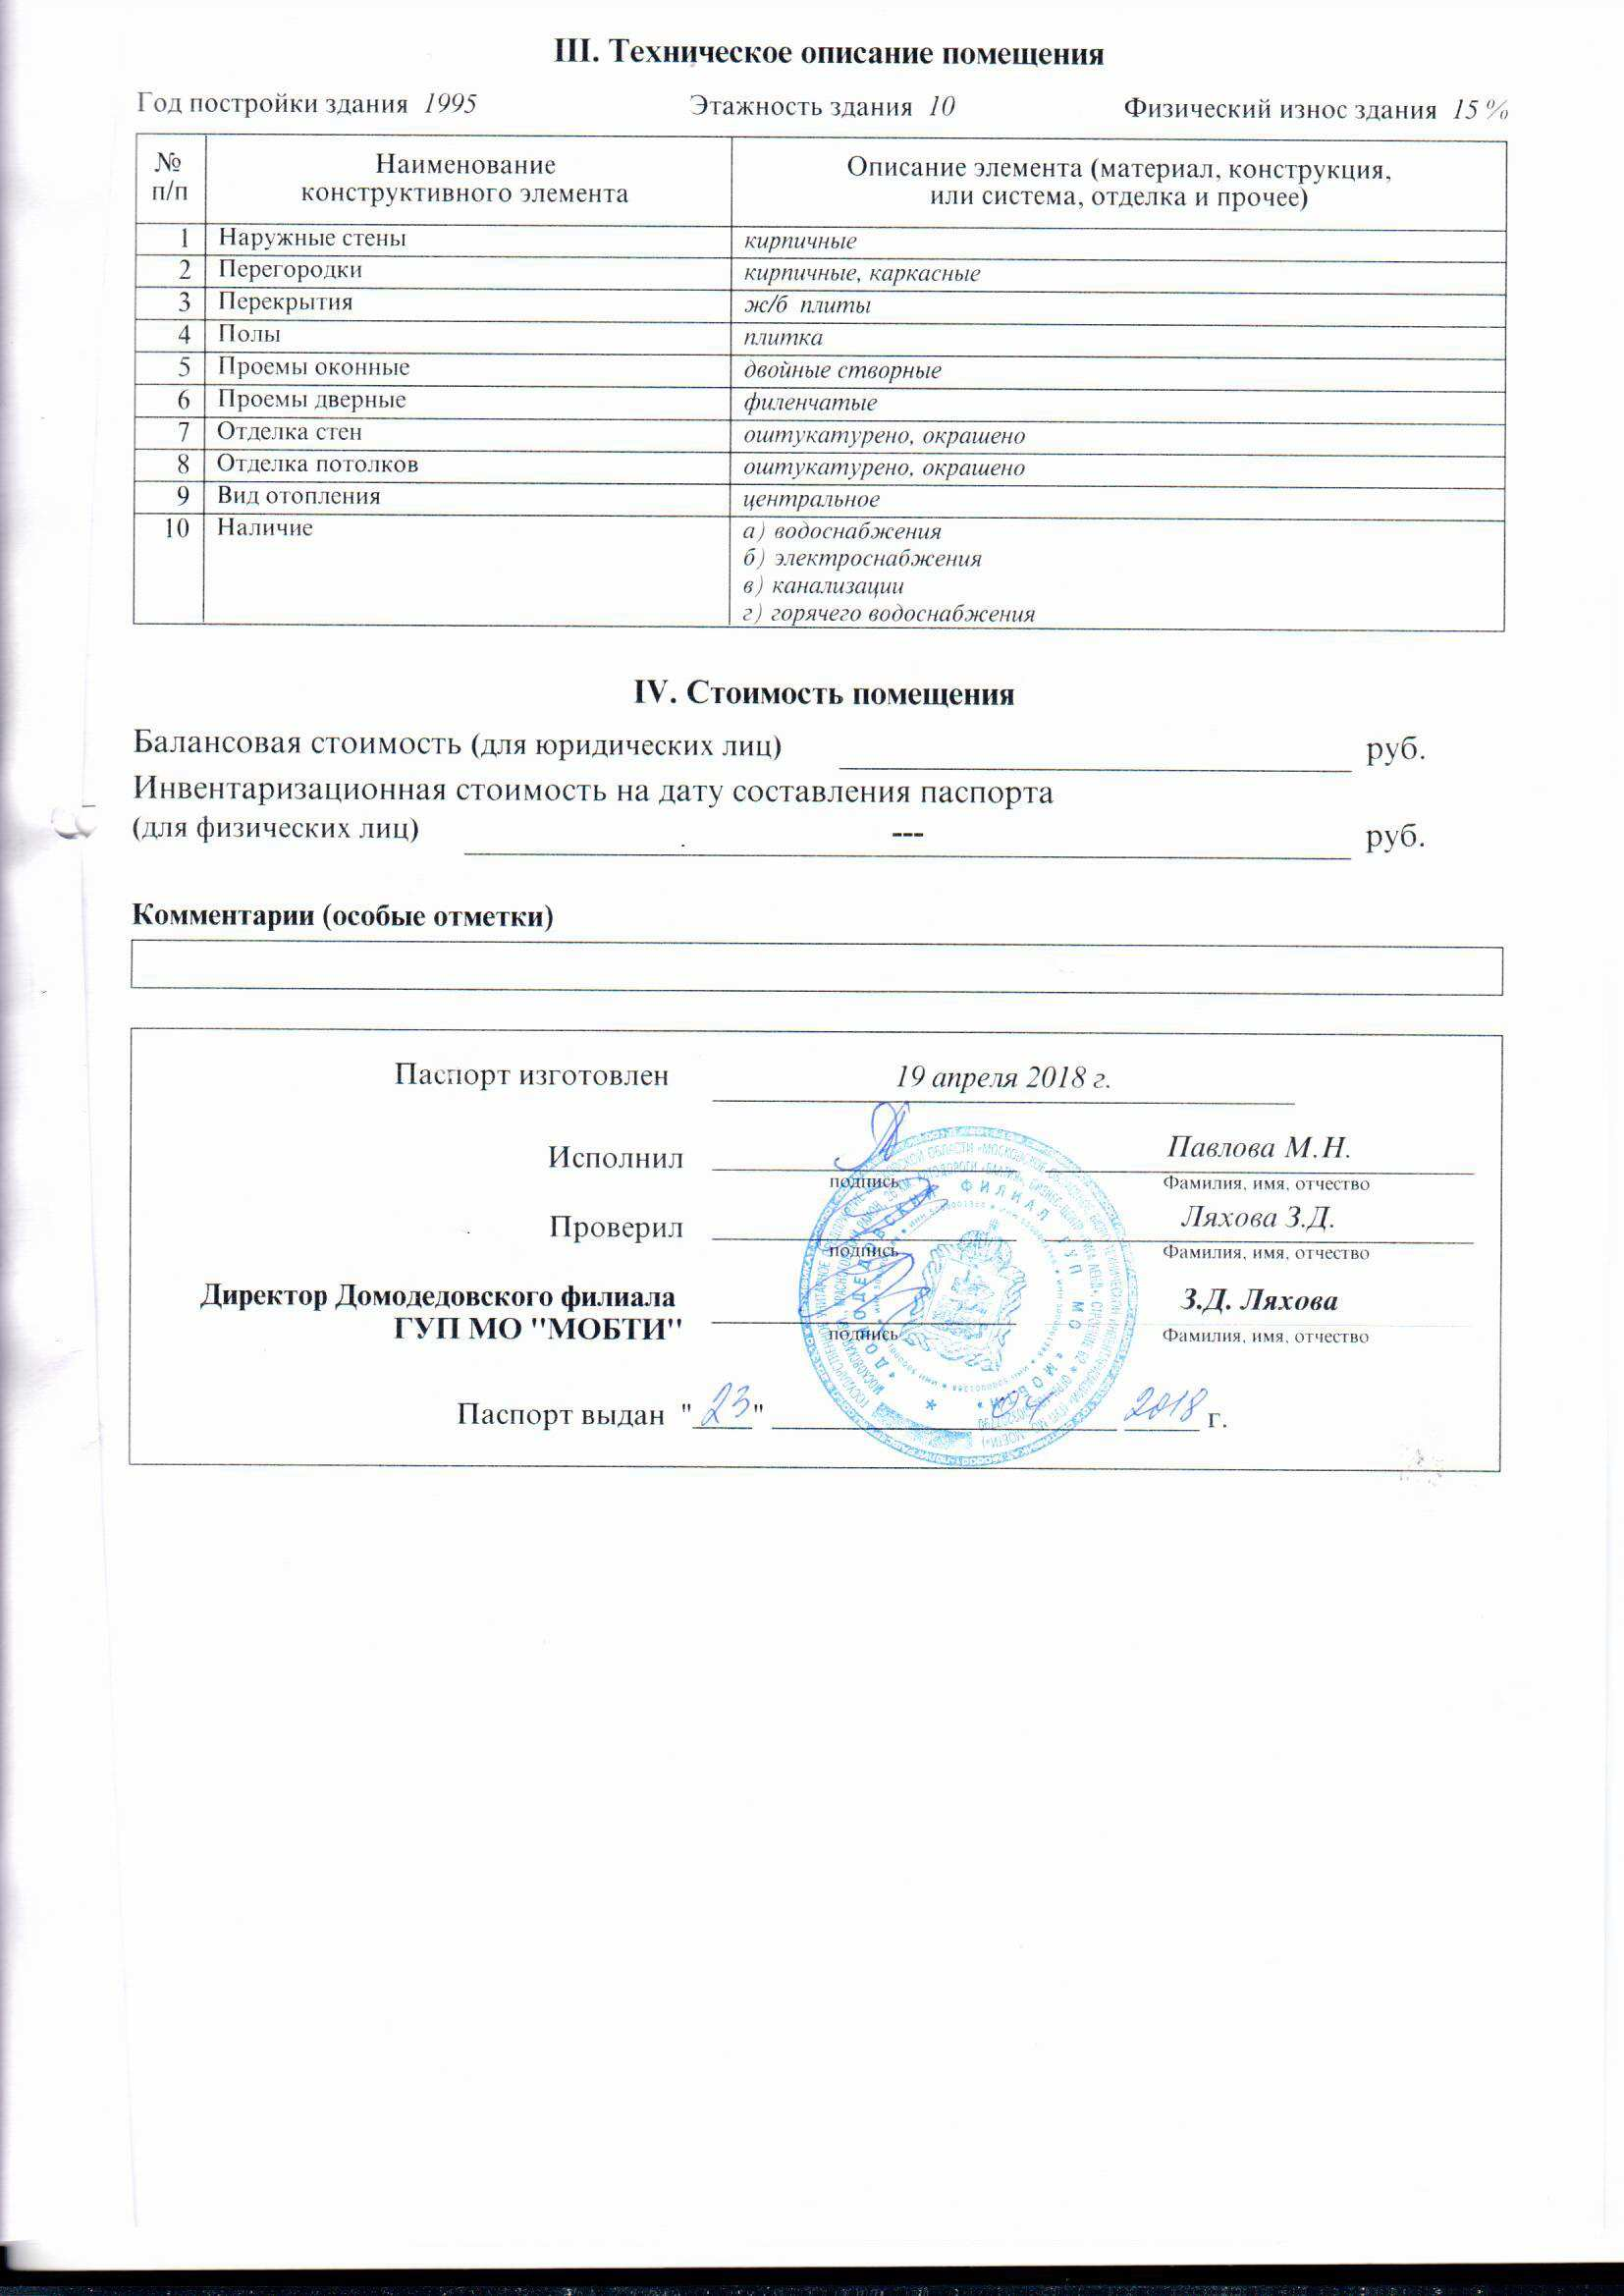 III. Техническое описание помещения
Год постройки здания 1995 Этажность здания 10 Физический износ здания 15 %
№ п/п Наименование конструктивного элемента Описание элемента (материал, конструкция, или система, отделка и прочее)
1 Наружные стены кирпичные
2 Перегородки кирпичные, каркасные
3 Перекрытия ж/б плиты
4 Полы плитка
5 Проемы оконные двойные створные
6 Проемы дверные филенчатые
7 Отделка стен оштукатурено, окрашено
8 Отделка потолков оштукатурено, окрашено
9 Вид отопления центральное
10 Наличие а) водоснабжения
б) электроснабжения
в) канализации
г) горячего водоснабжения
IV. Стоимость помещения
Балансовая стоимость (для юридических лиц) руб.
Инвентаризационная стоимость на дату составления паспорта
(для физических лиц) --- руб.
Комментарии (особые отметки)
Паспорт изготовлен 19 апреля 2018 г.
Исполнил Павлова М.Н.
подпись Фамилия, имя, отчество
Проверил Ляхова З.Д.
подпись Фамилия, имя, отчество
Директор Домодедовского филиала
ГУП МО "МОБТИ" З.Д. Ляхова
подпись Фамилия, имя, отчество
Паспорт выдан "23" 04 2018 г.
ДОМОДЕДОВСКИЙ ФИЛИАЛ ГУП МО «МОБТИ»